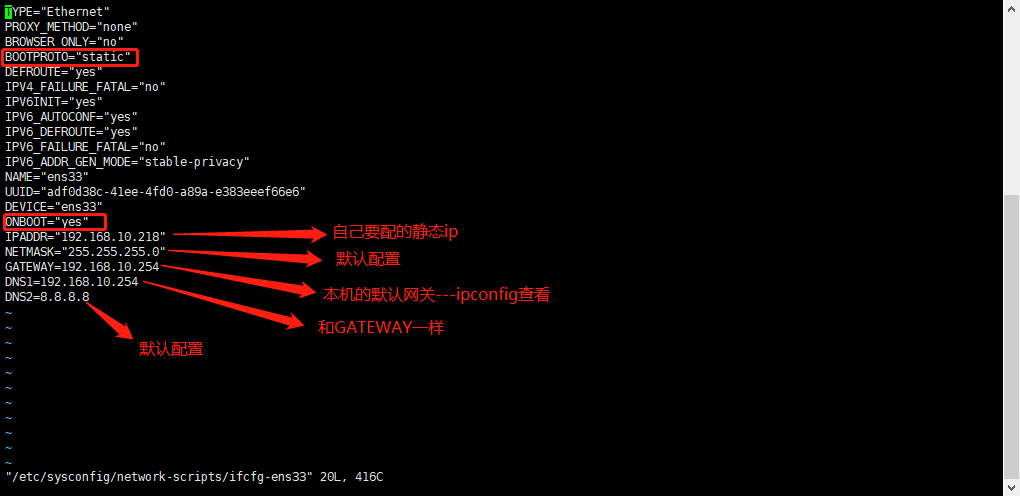 TYPE="Ethernet"
PROXY_METHOD="none"
BROWSER_ONLY="no"
BOOTPROTO="static"
DEFROUTE="yes"
IPV4_FAILURE_FATAL="no"
IPV6INIT="yes"
IPV6_AUTOCONF="yes"
IPV6_DEFROUTE="yes"
IPV6_FAILURE_FATAL="no"
IPV6_ADDR_GEN_MODE="stable-privacy"
NAME="ens33"
UUID="adf0d38c-41ee-4fd0-a89a-e383eeef66e6"
DEVICE="ens33"
ONBOOT="yes"
IPADDR="192.168.10.218"
自己要配的静态ip
NETMASK="255.255.255.0"
默认配置
GATEWAY=192.168.10.254
本机的默认网关---ipconfig查看
DNS1=192.168.10.254
和GATEWAY一样
DNS2=8.8.8.8
默认配置
~
~
~
~
~
~
~
~
~
~
~
"/etc/sysconfig/network-scripts/ifcfg-ens33" 20L, 416C